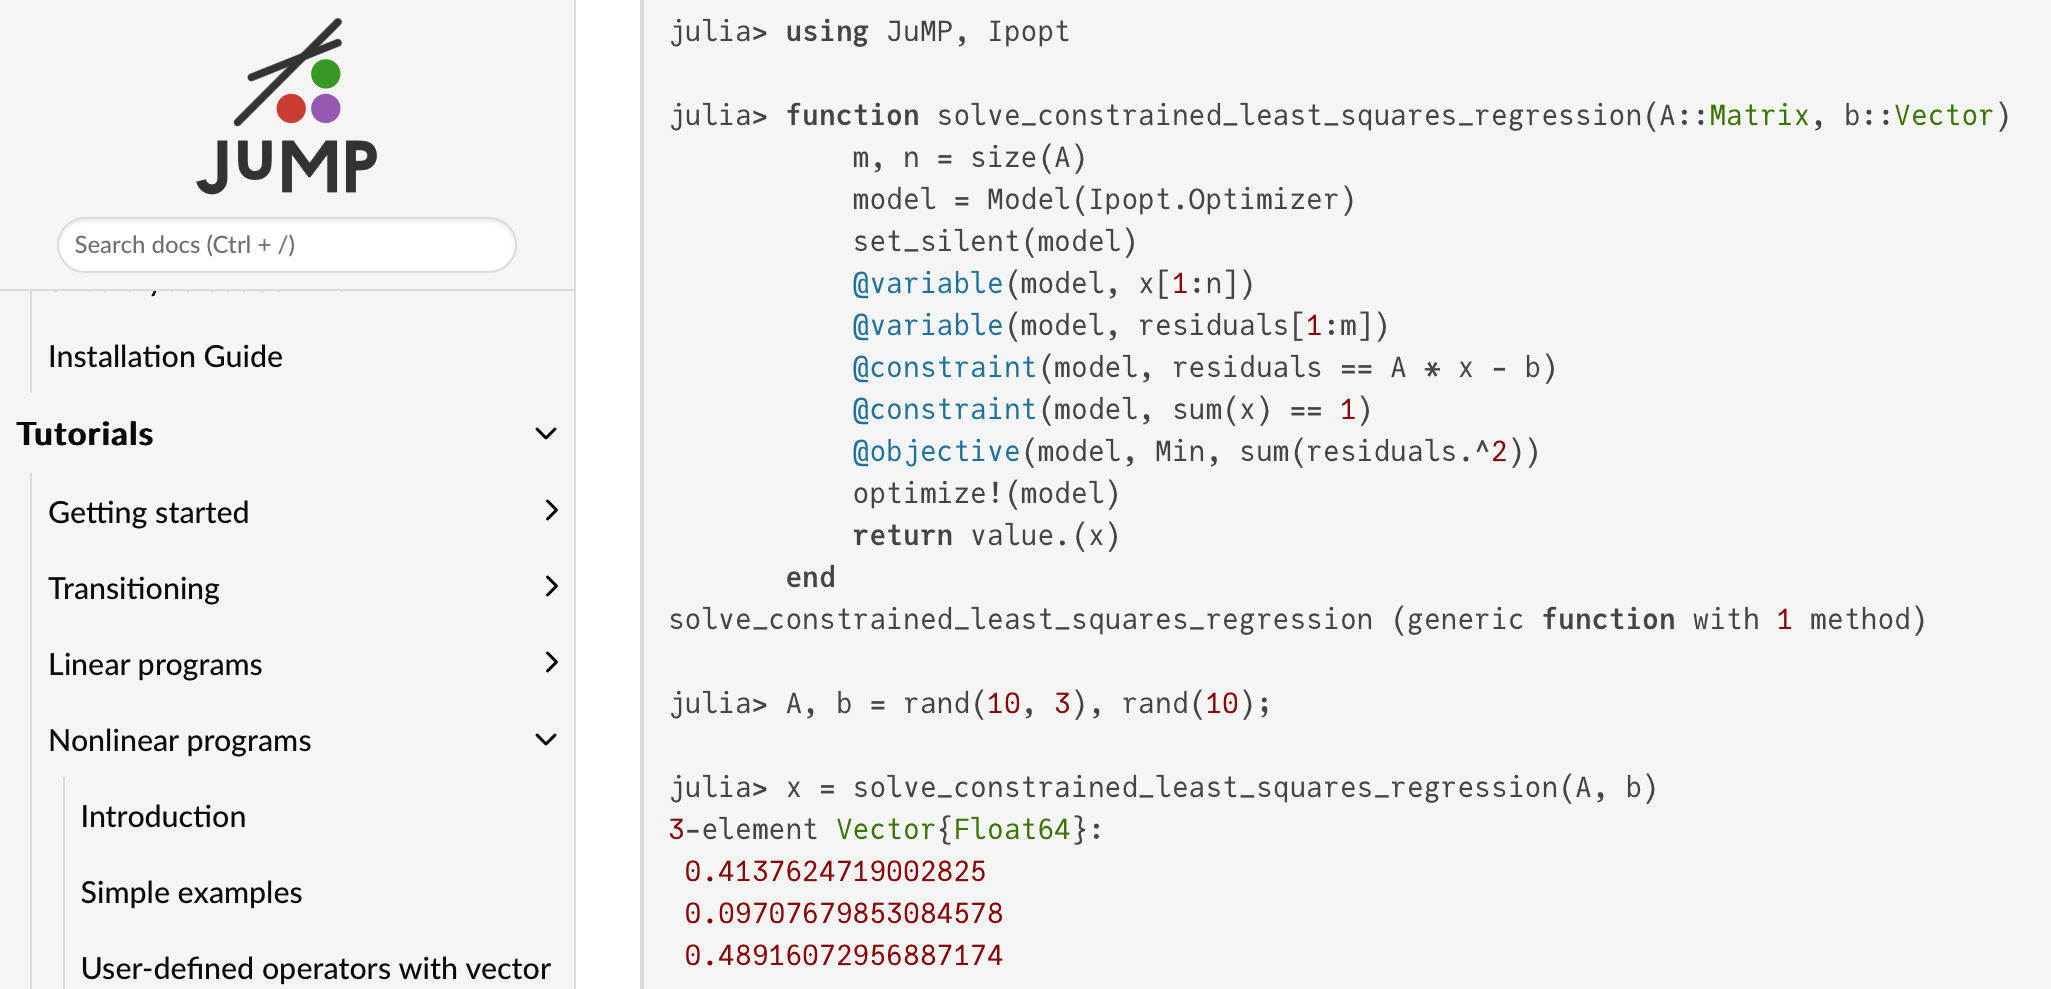 JuMP
Search docs (Ctrl + /)
Installation Guide
Tutorials
Getting started
Transitioning
Linear programs
Nonlinear programs
Introduction
Simple examples
User-defined operators with vector
julia> using JuMP, Ipopt
julia> function solve_constrained_least_squares_regression(A::Matrix, b::Vector)
m, n = size(A)
model = Model(Ipopt.Optimizer)
set_silent(model)
@variable(model, x[1:n])
@variable(model, residuals[1:m])
@constraint(model, residuals == A * x - b)
@constraint(model, sum(x) == 1)
@objective(model, Min, sum(residuals.^2))
optimize!(model)
return value.(x)
end
solve_constrained_least_squares_regression (generic function with 1 method)
julia> A, b = rand(10, 3), rand(10);
julia> x = solve_constrained_least_squares_regression(A, b)
3-element Vector{Float64}:
0.4137624719002825
0.09707679853084578
0.48916072956887174